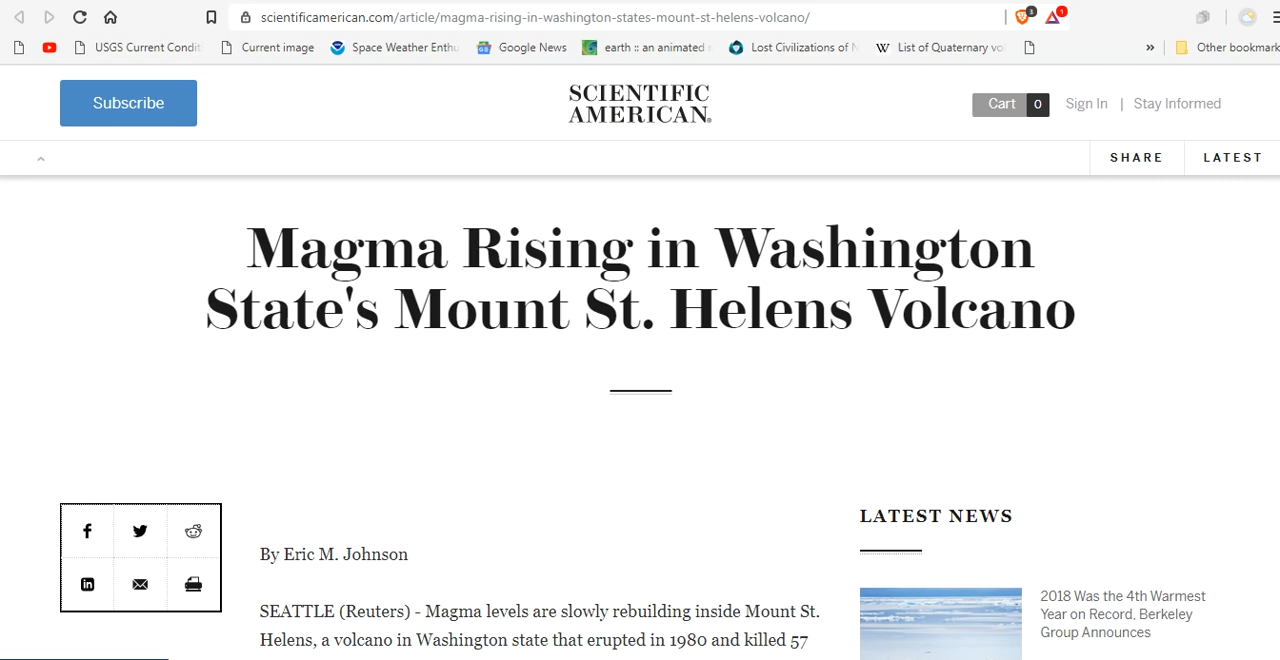 scientificamerican.com/article/magma-rising-in-washington-states-mount-st-helens-volcano/
3
1
USGS Current Condit
Current image
Space Weather Enthu
Google News
earth :: an animated
Lost Civilizations of N
W
List of Quaternary vo
»
Other bookmark
Subscribe
SCIENTIFIC
AMERICAN®
Cart 0
Sign In | Stay Informed
SHARE
LATEST
Magma Rising in Washington
State's Mount St. Helens Volcano
By Eric M. Johnson
SEATTLE (Reuters) - Magma levels are slowly rebuilding inside Mount St.
Helens, a volcano in Washington state that erupted in 1980 and killed 57
LATEST NEWS
2018 Was the 4th Warmest
Year on Record, Berkeley
Group Announces